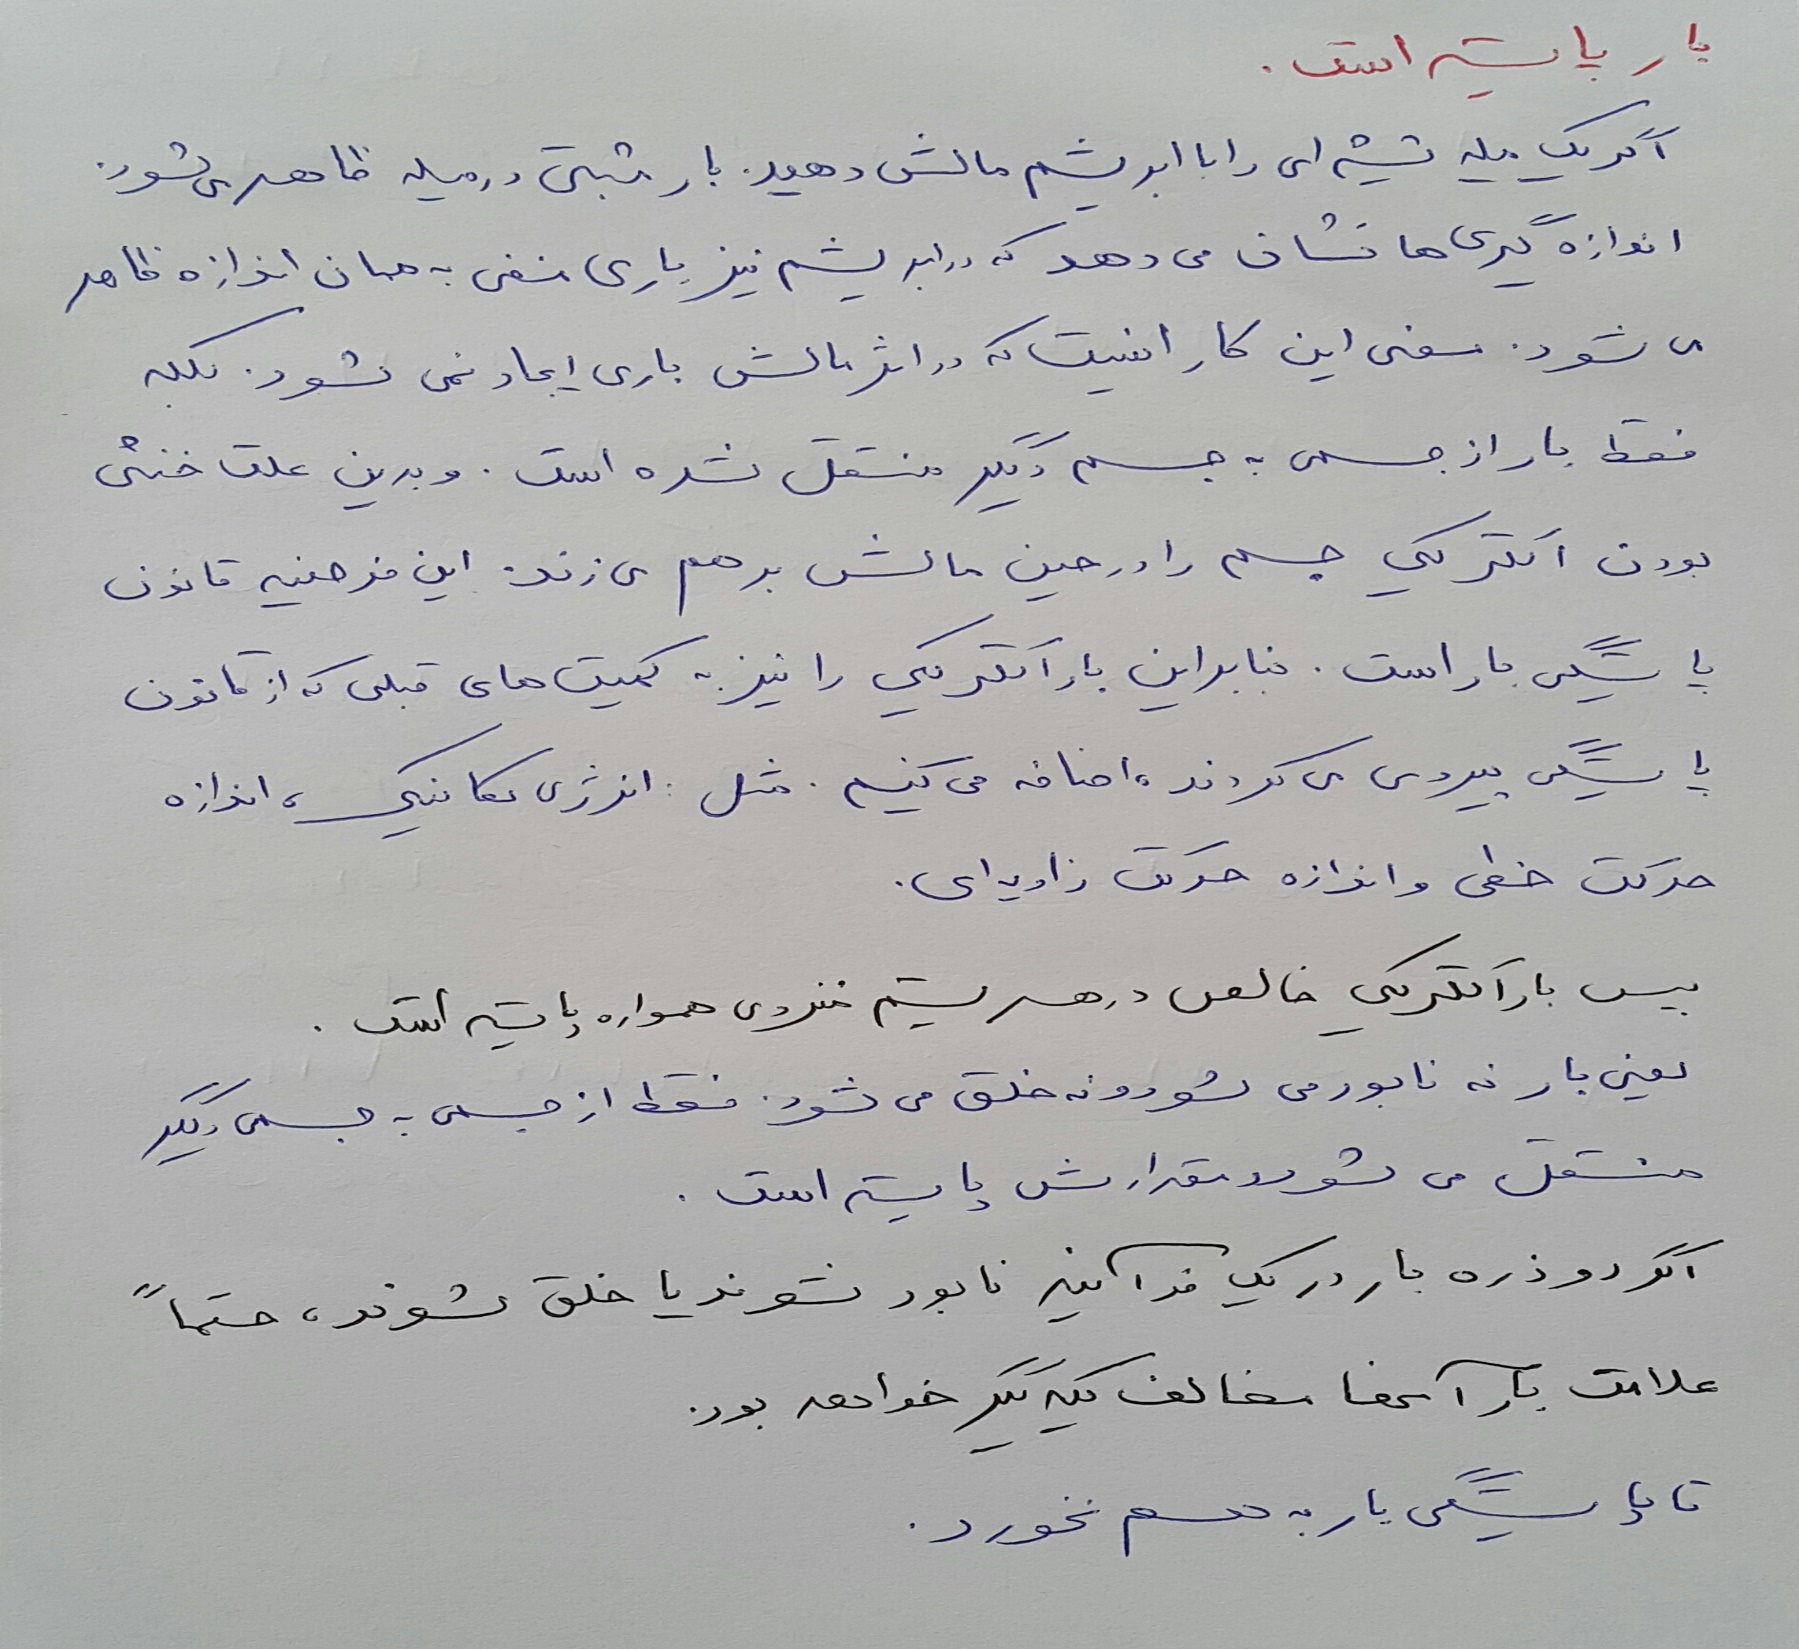 بار پایسته است.
اگر یک میله شیشه ای را با ابریشم مالش دهید. بار مثبتی در میله ظاهر می شود.
اندازه گیری ها نشان می دهد که در ابریشم نیز باری منفی به همان اندازه ظاهر
می شود. معنی این کار اینست که در اثر مالش باری ایجاد نمی شود. بلکه
فقط بار از جسمی به جسم دیگر منتقل شده است. و بدین علت خنثی
بودن الکتریکی جسم را در حین مالش بر هم می زند. این فرضیه قانون
پایستگی بار است. بنابراین بار الکتریکی را نیز به کمیت های قبلی که از قانون
پایستگی پیروی می کردند، اضافه می کنیم. مثل: انرژی مکانیکی، اندازه
حرکت خطی و اندازه حرکت زاویه ای.
پس بار الکتریکی خالص در هر سیستم منزوی همواره پایسته است.
یعنی بار نه نابود می شود و نه خلق می شود. فقط از جسمی به جسمی دیگر
منتقل می شود و مقدارش پایسته است.
اگر دو ذره بار در یک فرآیند نابود شوند یا خلق شوند، حتماً
علامت بار آنها مخالف یکدیگر خواهد بود.
تا پایستگی بار به هم نخورد.